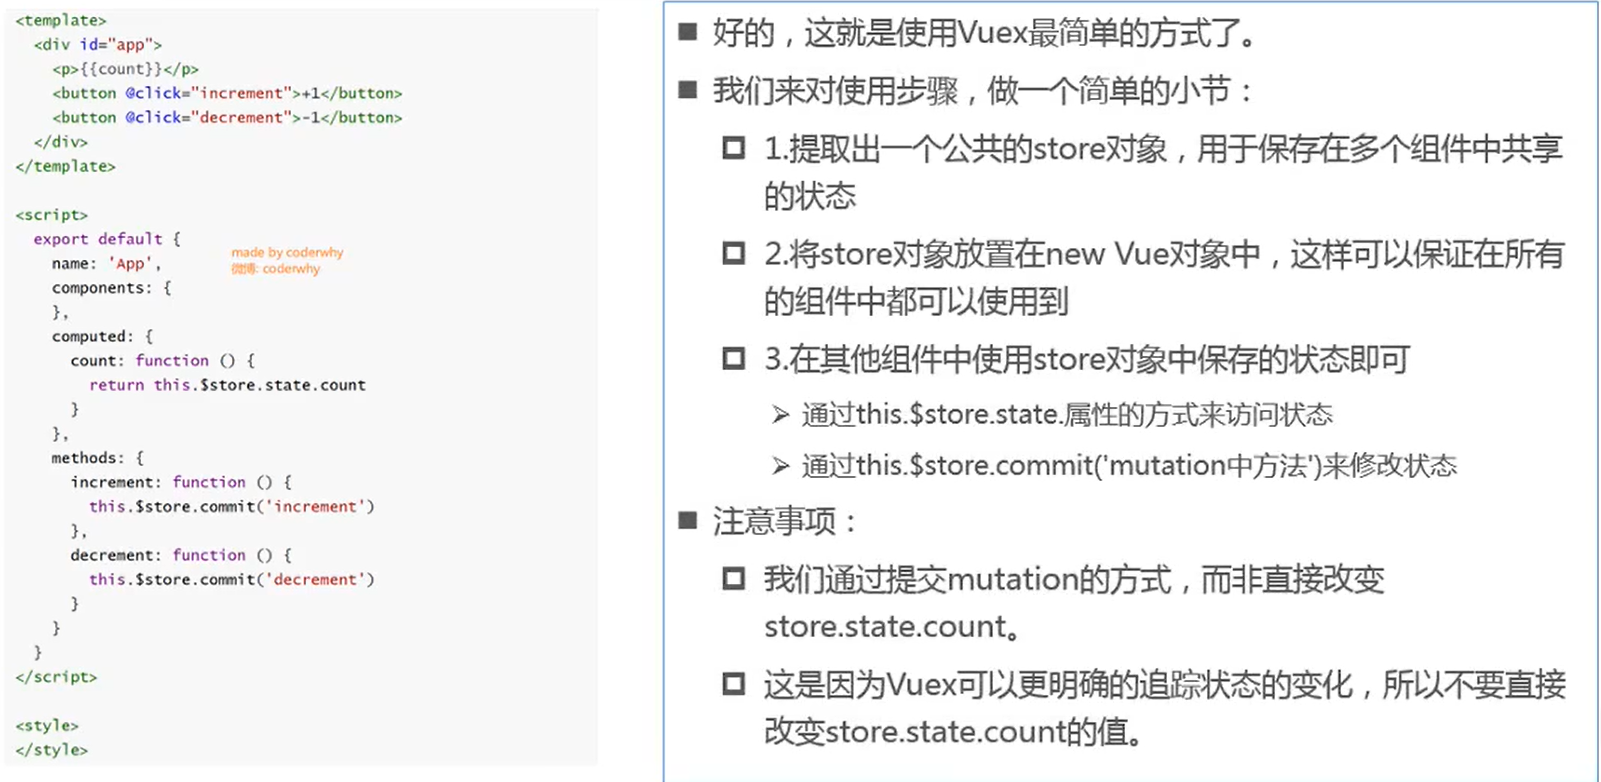 <template>
  <div id="app">
    <p>{{count}}</p>
    <button @click="increment">+1</button>
    <button @click="decrement">-1</button>
  </div>
</template>

<script>
  export default {
    name: 'App',
    components: {
    },
    computed: {
      count: function () {
        return this.$store.state.count
      }
    },
    methods: {
      increment: function () {
        this.$store.commit('increment')
      },
      decrement: function () {
        this.$store.commit('decrement')
      }
    }
  }
</script>

<style>
</style>
made by coderwhy
微博: coderwhy
好的，这就是使用Vuex最简单的方式了。
我们来对使用步骤，做一个简单的小节：
1.提取出一个公共的store对象，用于保存在多个组件中共享
的状态
2.将store对象放置在new Vue对象中，这样可以保证在所有
的组件中都可以使用到
3.在其他组件中使用store对象中保存的状态即可
通过this.$store.state.属性的方式来访问状态
通过this.$store.commit('mutation中方法')来修改状态
注意事项：
我们通过提交mutation的方式，而非直接改变
store.state.count。
这是因为Vuex可以更明确的追踪状态的变化，所以不要直接
改变store.state.count的值。